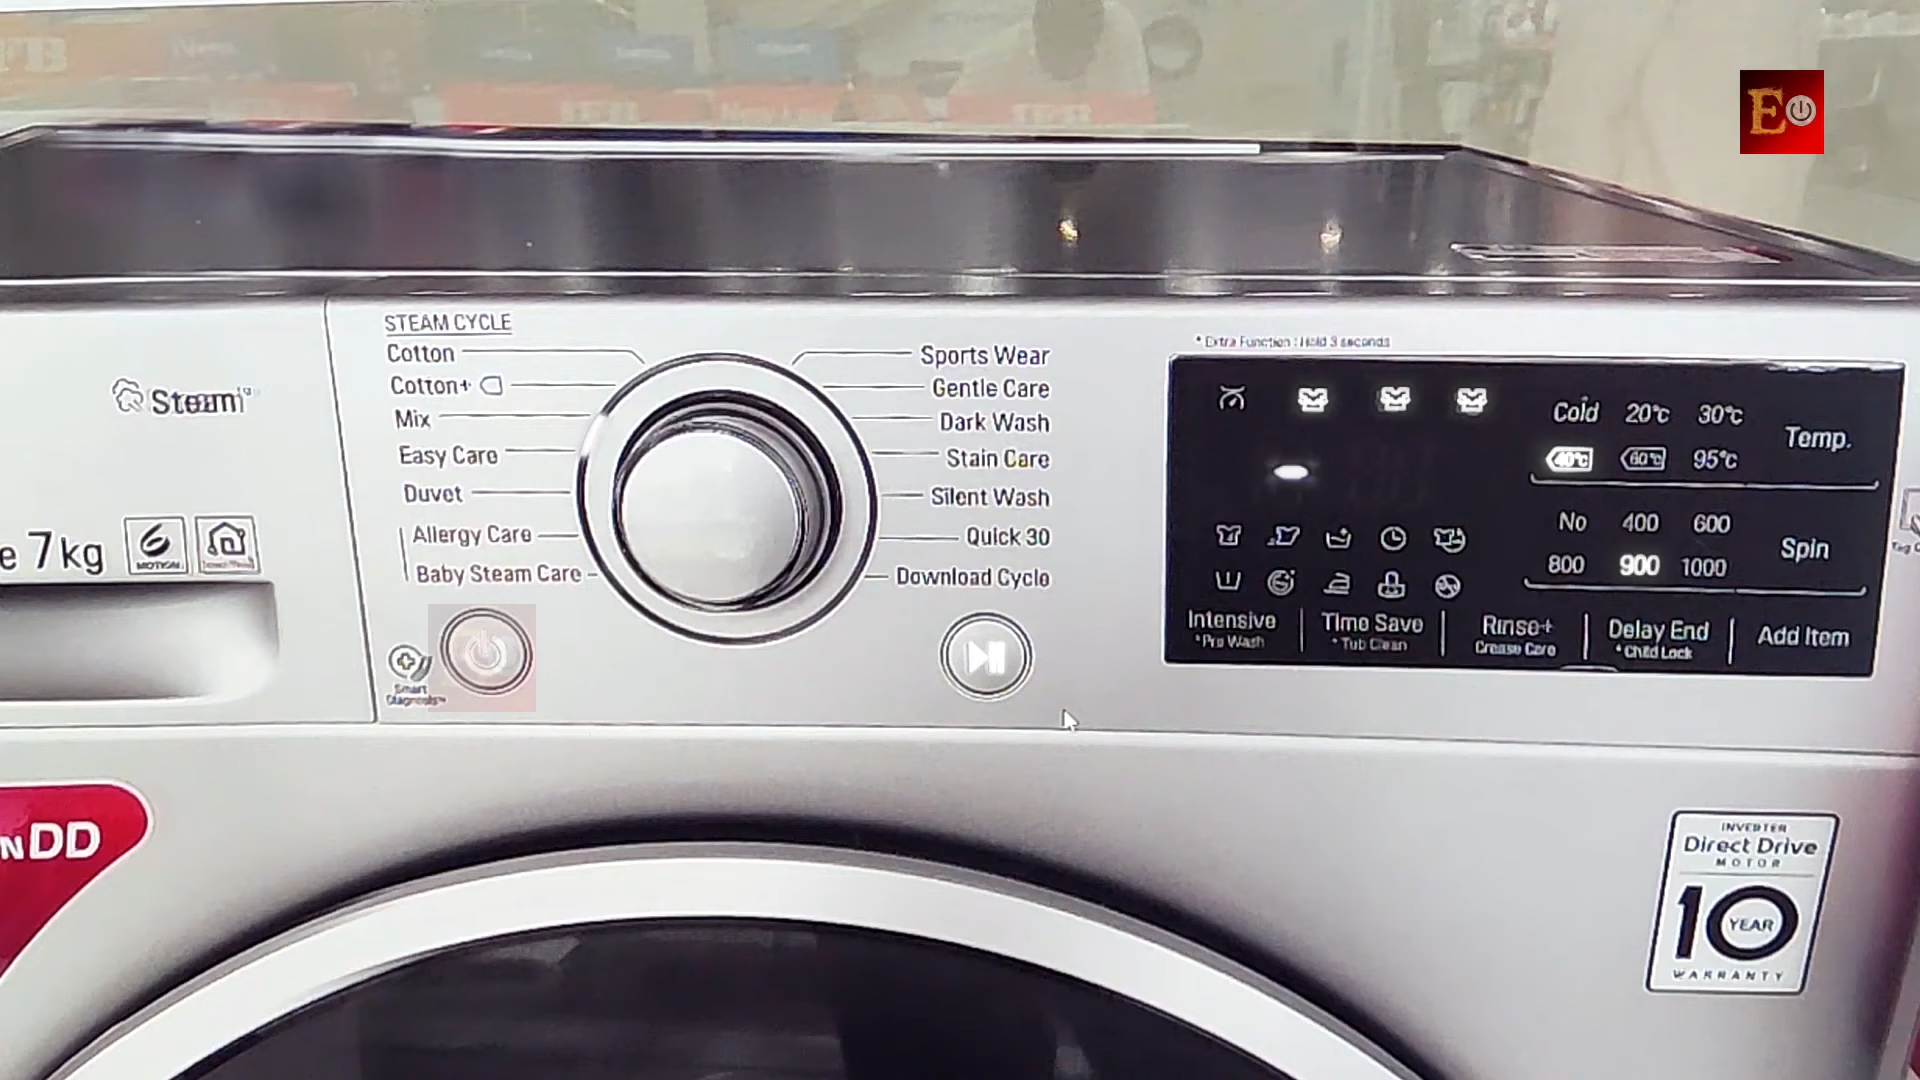 E
* Extra Function : Hold 3 seconds
STEAM CYCLE
Cotton
Cotton+
Mix
Easy Care
Duvet
Allergy Care
Baby Steam Care
Sports Wear
Gentle Care
Dark Wash
Stain Care
Silent Wash
Quick 30
Download Cycle
Steam
e 7kg
MOTION
Smart
Diagnosis™
Cold 20℃ 30℃
40℃ 60℃ 95℃
Temp.
No 400 600
800 900 1000
Spin
Intensive
* Pre Wash
Time Save
* Tub Clean
Rinse+
Crease Care
Delay End
* Child Lock
Add Item
NDD
INVERTER
Direct Drive
MOTOR
10 YEAR
WARRANTY